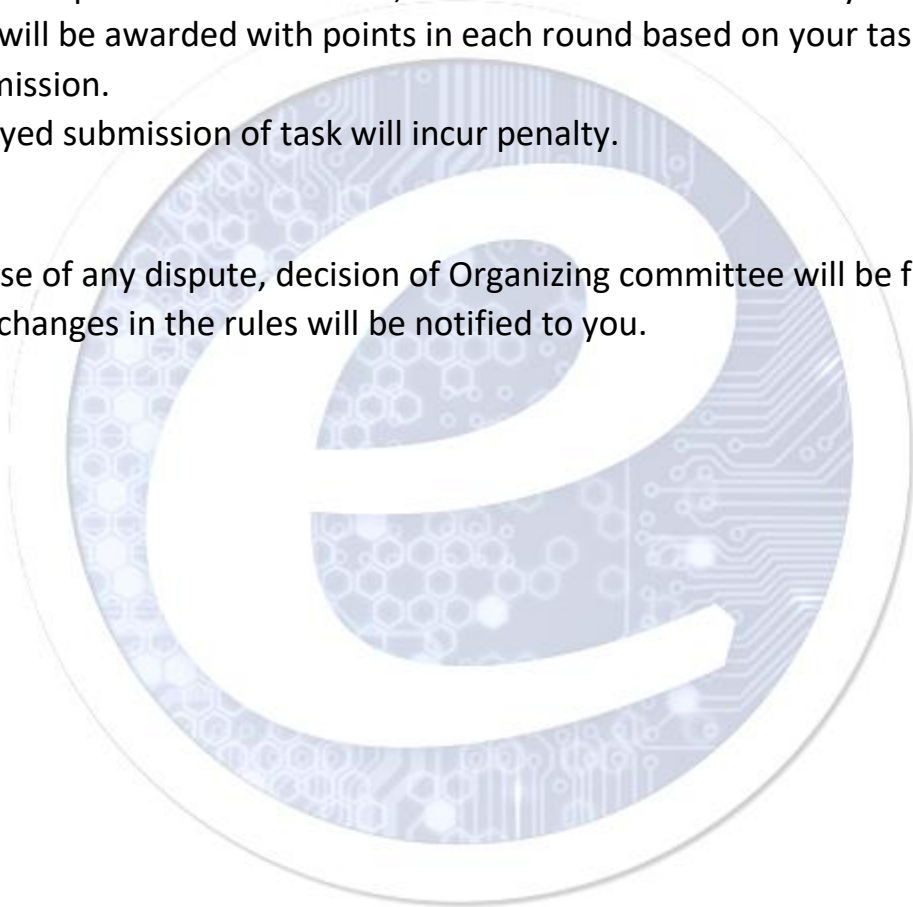 will be awarded with points in each round based on your tas
nission.
yed submission of task will incur penalty.
se of any dispute, decision of Organizing committee will be f
changes in the rules will be notified to you.
e